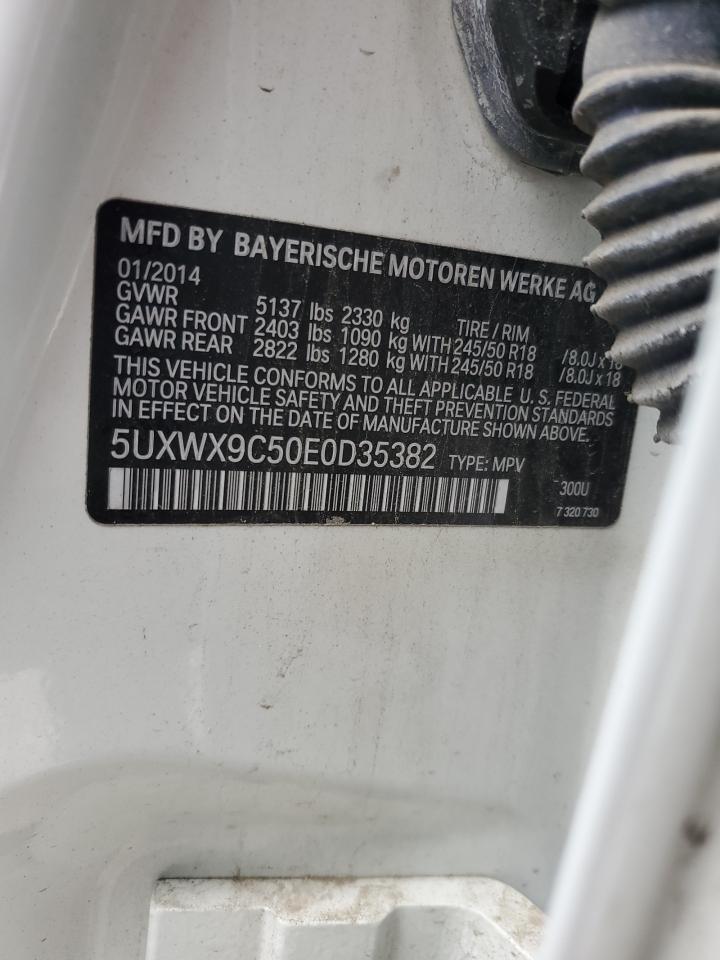 MFD BY BAYERISCHE MOTOREN WERKE AG
01/2014
GVWR 5137 lbs 2330 kg TIRE / RIM
GAWR FRONT 2403 lbs 1090 kg WITH 245/50 R18 /8.0J x 18
GAWR REAR 2822 lbs 1280 kg WITH 245/50 R18 /8.0J x 18
THIS VEHICLE CONFORMS TO ALL APPLICABLE U. S. FEDERAL
MOTOR VEHICLE SAFETY AND THEFT PREVENTION STANDARDS
IN EFFECT ON THE DATE OF MANUFACTURE SHOWN ABOVE.
5UXWX9C50E0D35382 TYPE: MPV
300U
7 320 730